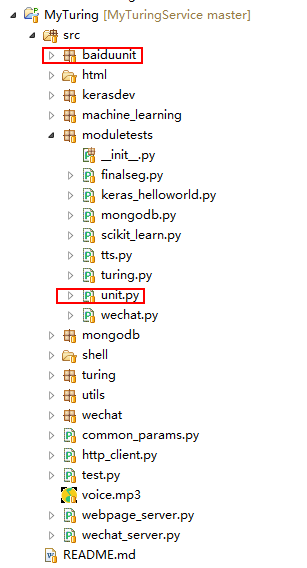 MyTuring [MyTuringService master]
src
baiduunit
html
kerasdev
machine_learning
moduletests
__init__.py
finalseg.py
keras_helloworld.py
mongodb.py
scikit_learn.py
tts.py
turing.py
unit.py
wechat.py
mongodb
shell
turing
utils
wechat
common_params.py
http_client.py
test.py
voice.mp3
webpage_server.py
wechat_server.py
README.md